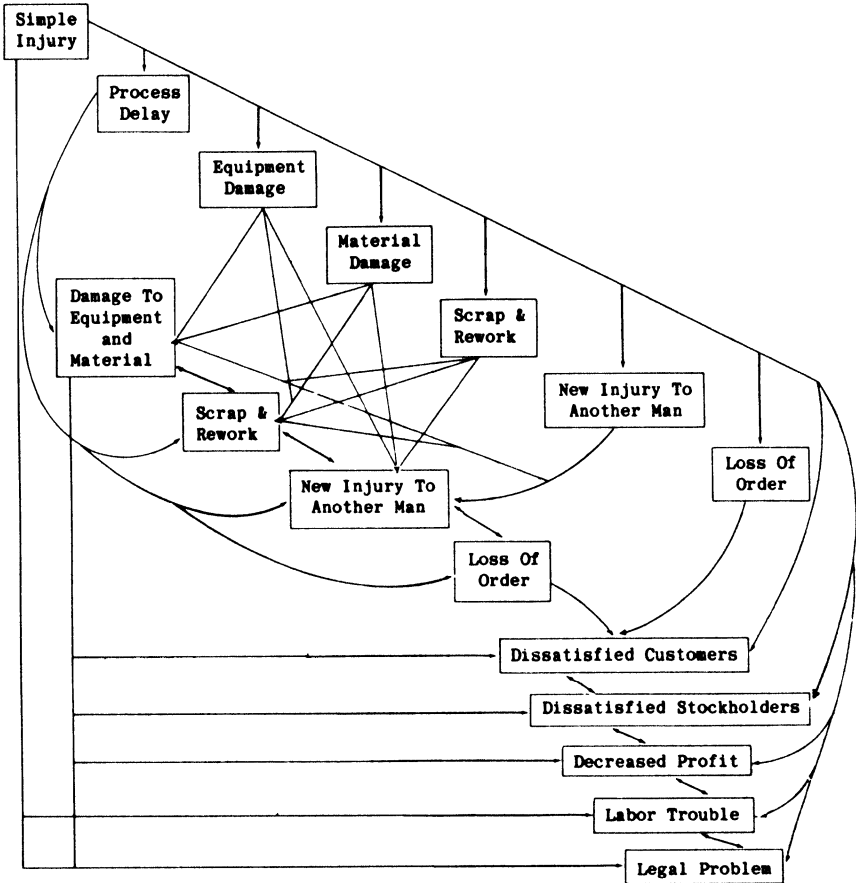 Simple
Injury
Process
Delay
Equipment
Damage
Material
Damage
Damage To
Equipment
and
Material
Scrap &
Rework
Scrap &
Rework
New Injury To
Another Man
Loss Of
Order
New Injury To
Another Man
Loss Of
Order
Dissatisfied Customers
Dissatisfied Stockholders
Decreased Profit
Labor Trouble
Legal Problem